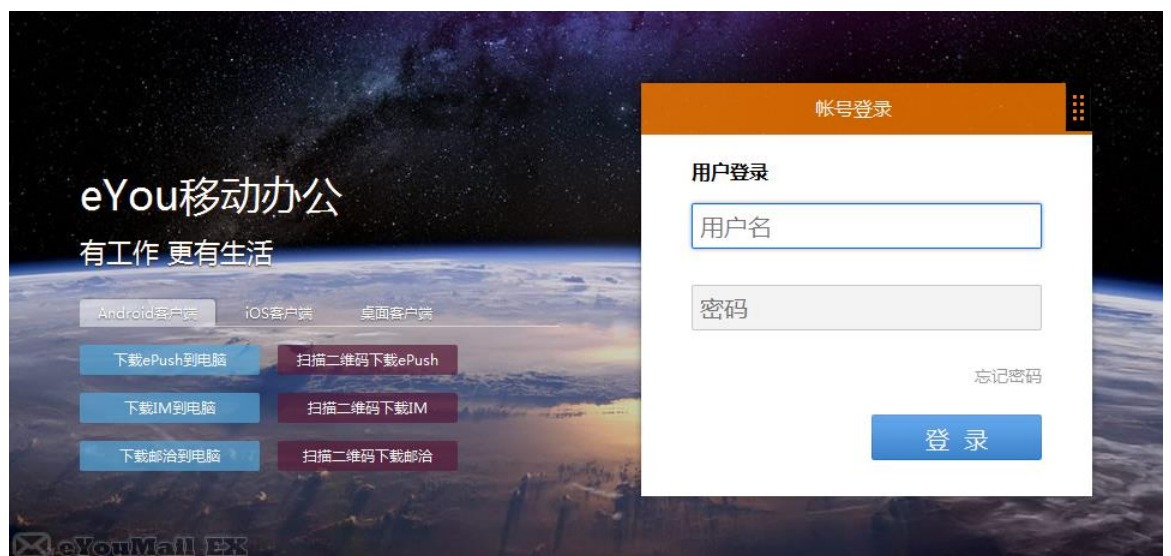 eYou移动办公
有工作 更有生活
Android客户端 iOS客户端 桌面客户端
下载ePush到电脑 扫描二维码下载ePush
下载IM到电脑 扫描二维码下载IM
下载邮洽到电脑 扫描二维码下载邮洽
eYouMail EX
帐号登录
用户登录
用户名
密码
忘记密码
登 录